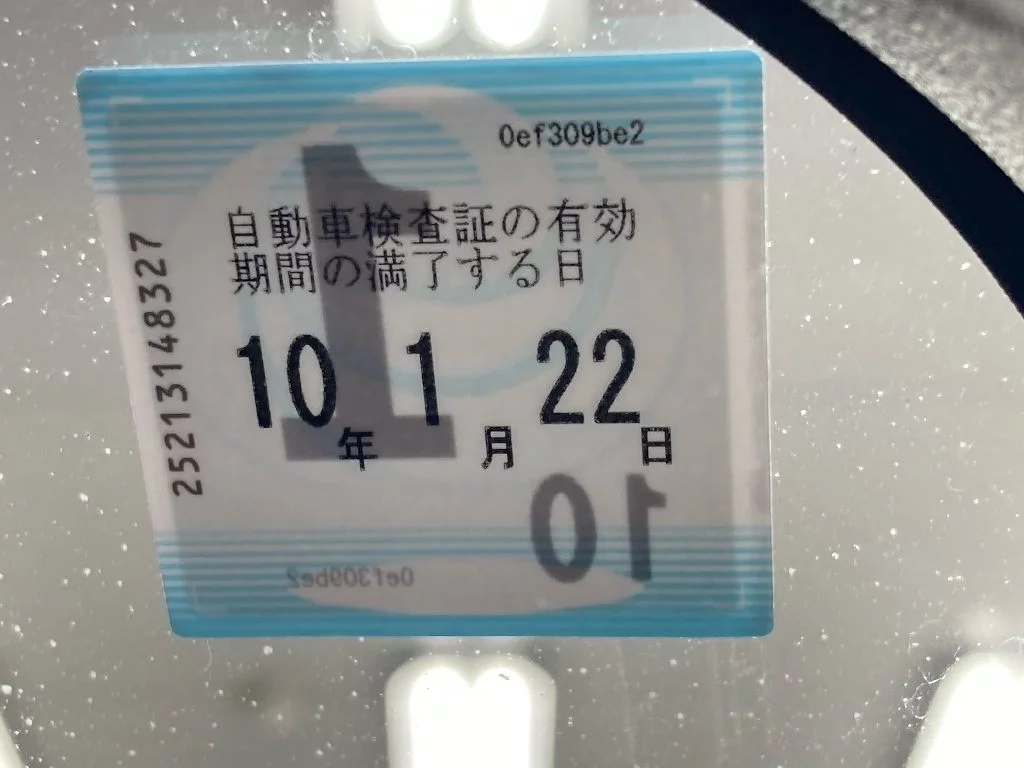 0ef309be2
自動車検査証の有効
期間の満了する日
10年1月22日
25213148327
1
10
0ef309be2